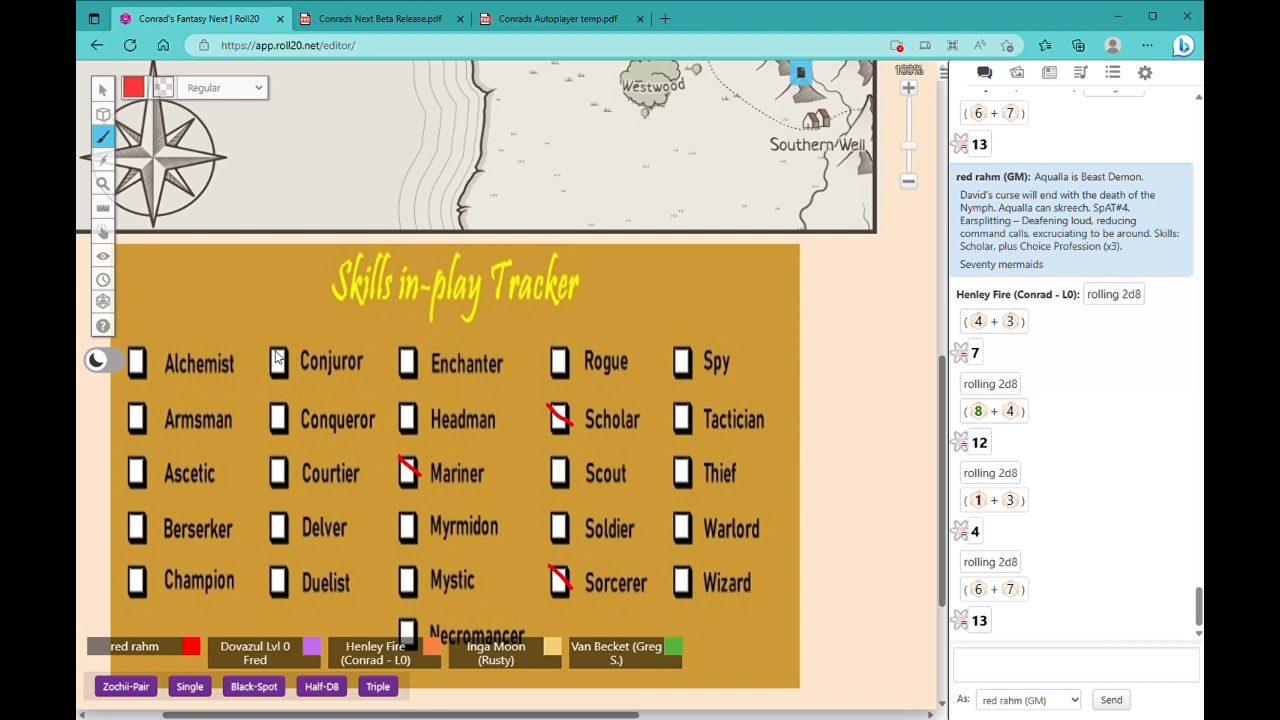 Conrad's Fantasy Next | Roll20
Conrads Next Beta Release.pdf
Conrads Autoplayer temp.pdf
https://app.roll20.net/editor/
Regular
100%
Westwood
Southern Well
Skills in-play Tracker
Alchemist Conjuror Enchanter Rogue Spy
Armsman Conqueror Headman Scholar Tactician
Ascetic Courtier Mariner Scout Thief
Berserker Delver Myrmidon Soldier Warlord
Champion Duelist Mystic Sorcerer Wizard
Necromancer
red rahm
Dovazul Lvl 0
Fred
Henley Fire
(Conrad - L0)
Inga Moon
(Rusty)
Van Becket (Greg
S.)
Zochii-Pair Single Black-Spot Half-D8 Triple
(6 + 7)
= 13
red rahm (GM): Aqualla is Beast Demon.
David's curse will end with the death of the
Nymph. Aqualla can skreech. SpAT#4.
Earsplitting – Deafening loud, reducing
command calls, excruciating to be around. Skills:
Scholar, plus Choice Profession (x3).
Seventy mermaids
Henley Fire (Conrad - L0): rolling 2d8
(4 + 3)
= 7
rolling 2d8
(8 + 4)
= 12
rolling 2d8
(1 + 3)
= 4
rolling 2d8
(6 + 7)
= 13
As: red rahm (GM) Send